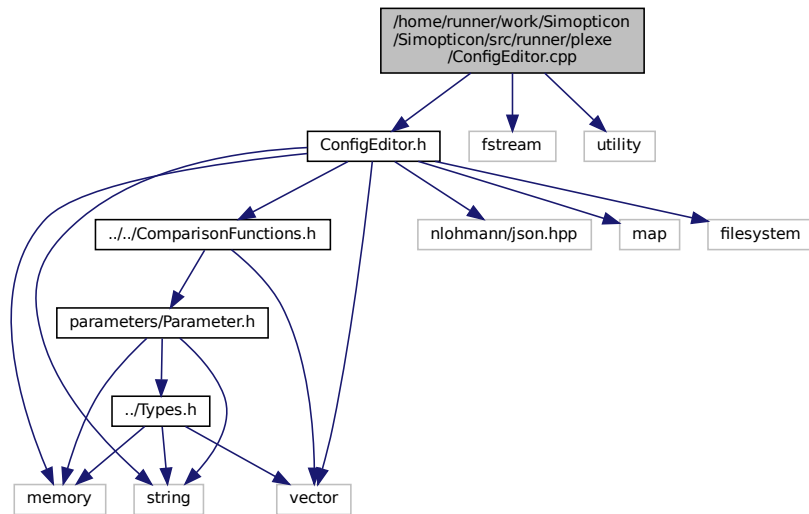 /home/runner/work/Simopticon
/Simopticon/src/runner/plexe
/ConfigEditor.cpp
ConfigEditor.h
fstream
utility
../../ComparisonFunctions.h
nlohmann/json.hpp
map
filesystem
parameters/Parameter.h
../Types.h
memory
string
vector